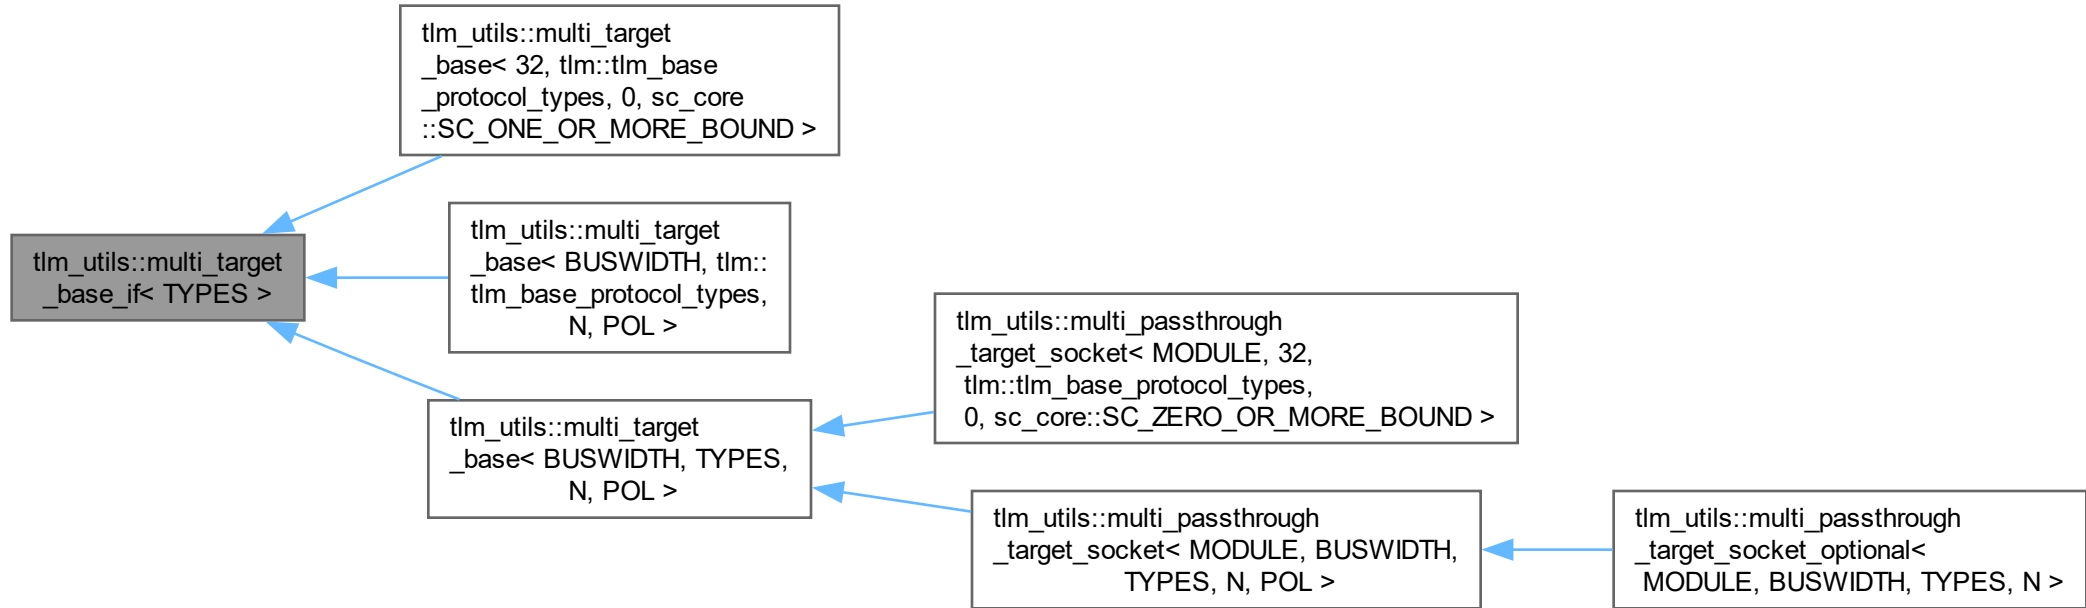 tlm_utils::multi_target
_base< 32, tlm::tlm_base
_protocol_types, 0, sc_core
::SC_ONE_OR_MORE_BOUND >
tlm_utils::multi_target
_base_if< TYPES >
tlm_utils::multi_target
_base< BUSWIDTH, tlm::
tlm_base_protocol_types,
N, POL >
tlm_utils::multi_target
_base< BUSWIDTH, TYPES,
N, POL >
tlm_utils::multi_passthrough
_target_socket< MODULE, 32,
tlm::tlm_base_protocol_types,
0, sc_core::SC_ZERO_OR_MORE_BOUND >
tlm_utils::multi_passthrough
_target_socket< MODULE, BUSWIDTH,
TYPES, N, POL >
tlm_utils::multi_passthrough
_target_socket_optional<
MODULE, BUSWIDTH, TYPES, N >